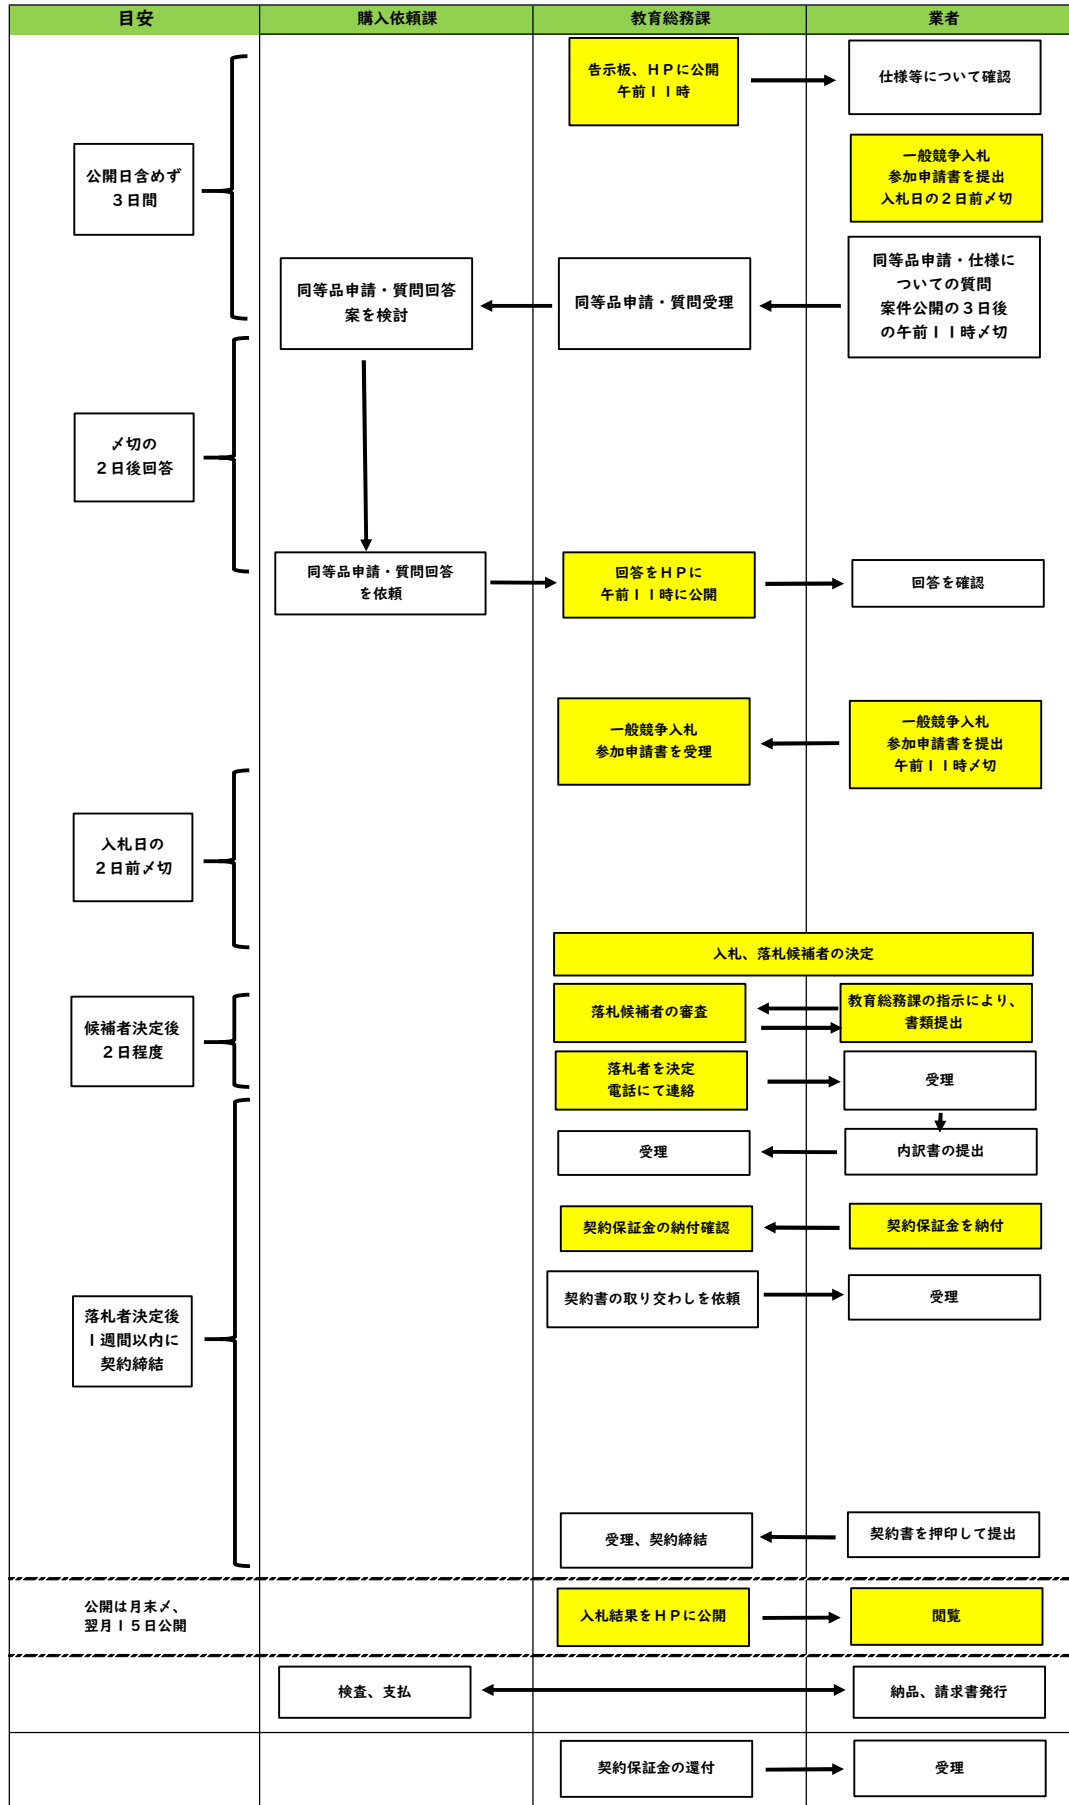 目安
購入依頼課
教育総務課
業者
告示板、ＨＰに公開
午前１１時
仕様等について確認
一般競争入札
参加申請書を提出
入札日の２日前〆切
公開日含めず
３日間
同等品申請・質問回答
案を検討
同等品申請・質問受理
同等品申請・仕様に
ついての質問
案件公開の３日後
の午前１１時〆切
〆切の
２日後回答
同等品申請・質問回答
を依頼
回答をＨＰに
午前１１時に公開
回答を確認
一般競争入札
参加申請書を受理
一般競争入札
参加申請書を提出
午前１１時〆切
入札日の
２日前〆切
入札、落札候補者の決定
候補者決定後
２日程度
落札候補者の審査
教育総務課の指示により、
書類提出
落札者を決定
電話にて連絡
受理
受理
内訳書の提出
契約保証金の納付確認
契約保証金を納付
契約書の取り交わしを依頼
受理
落札者決定後
１週間以内に
契約締結
受理、契約締結
契約書を押印して提出
公開は月末〆、
翌月１５日公開
入札結果をＨＰに公開
閲覧
検査、支払
納品、請求書発行
契約保証金の還付
受理